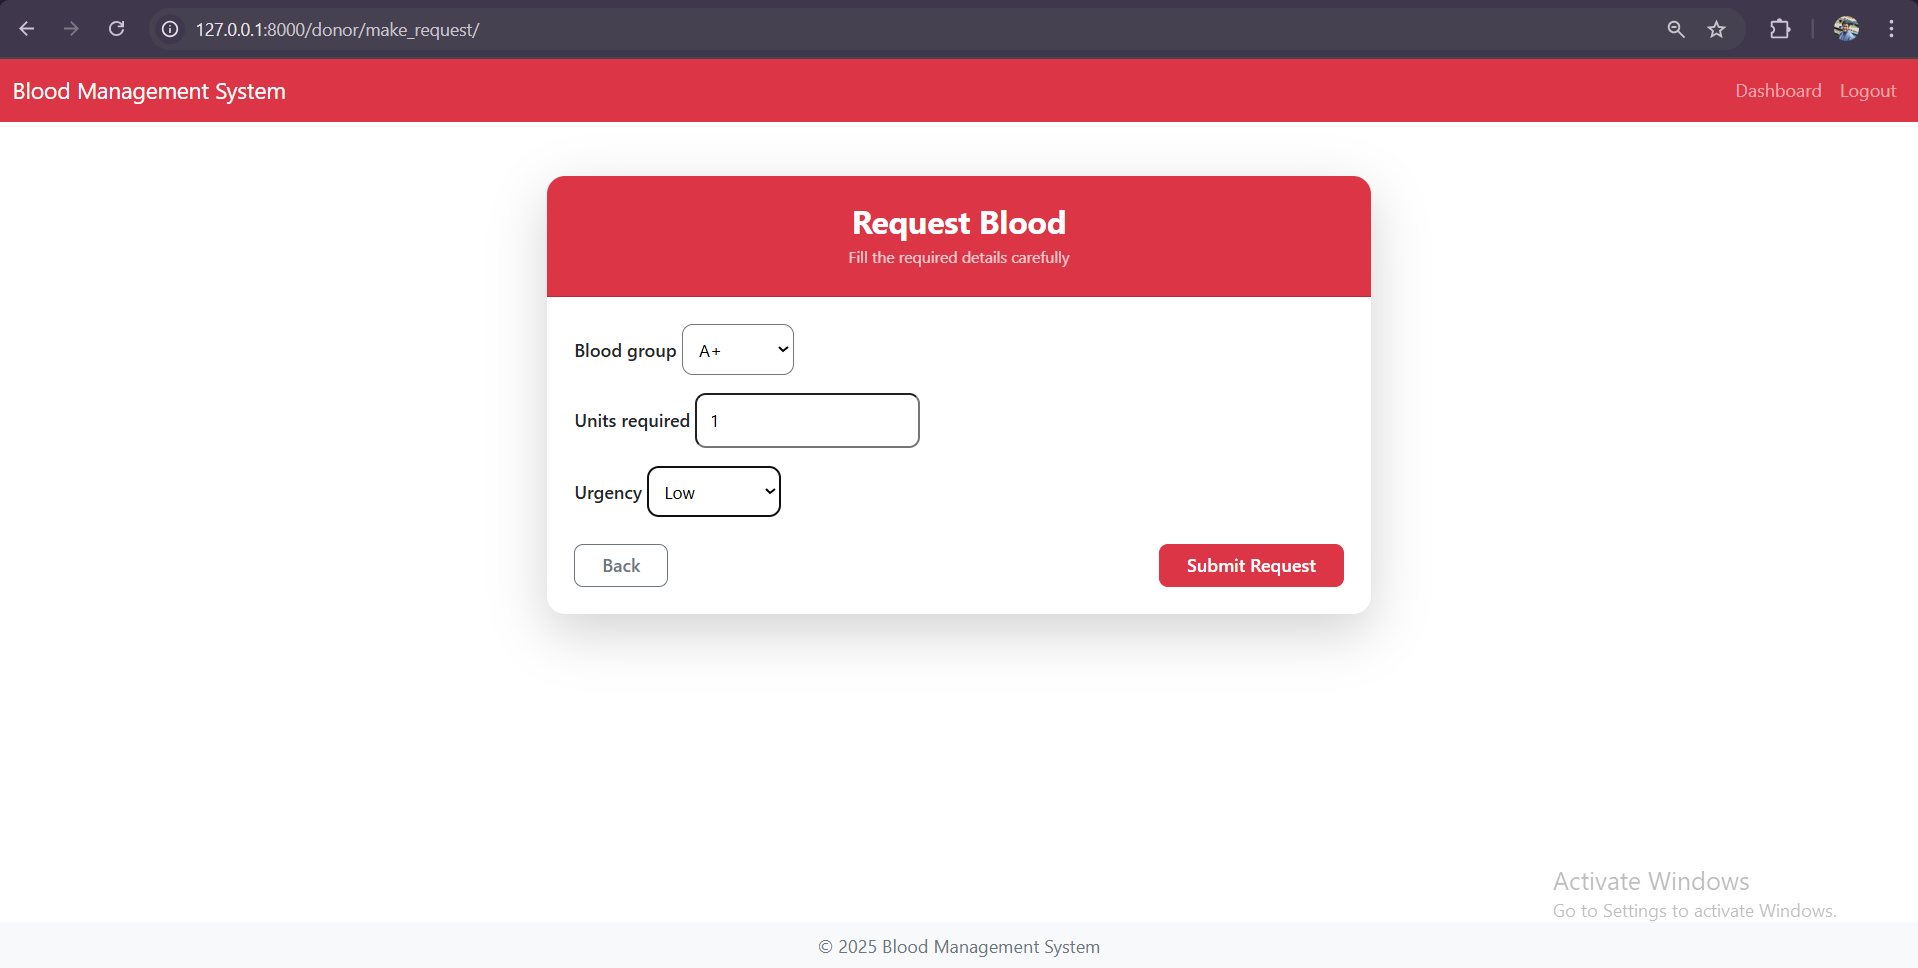 127.0.0.1:8000/donor/make_request/
Blood Management System
Dashboard Logout
Request Blood
Fill the required details carefully
Blood group A+
Units required 1
Urgency Low
Back Submit Request
Activate Windows
Go to Settings to activate Windows.
© 2025 Blood Management System